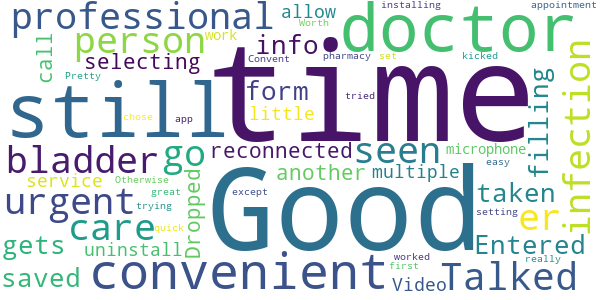 installing appointment
professional allow Worth doctor
call person work info
selecting Convent pharmacy set kicked
still time form tried
chose app little infection
bladder go reconnected seen microphone filling
service Otherwise another multiple easy
urgent great except taken er
trying Dropped Good setting
care quick Entered
gets uninstall worked really
saved convenient first Video Talked
Pretty